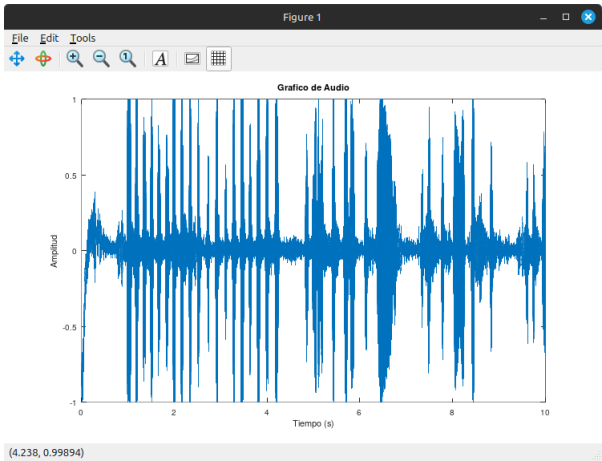 Figure 1
File Edit Tools
A
Grafico de Audio
1
0.5
0
-0.5
-1
Amplitud
0 2 4 6 8 10
Tiempo (s)
(4.238, 0.99894)